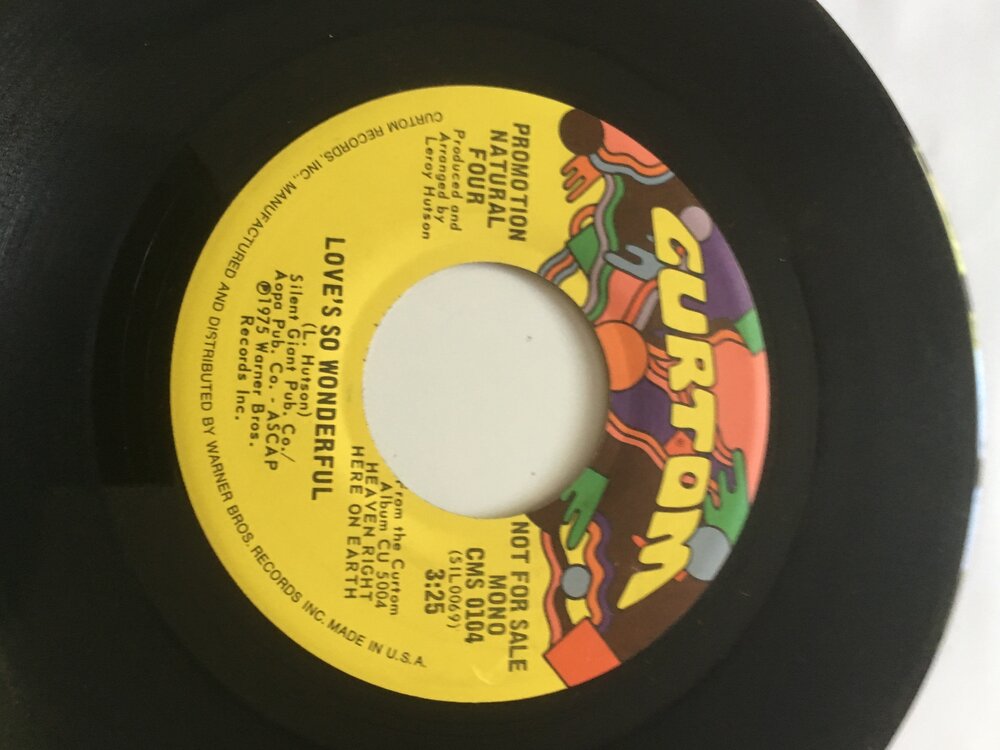 CURTOM
PROMOTION
NATURAL
FOUR
Produced and
Arranged by
Leroy Hutson
NOT FOR SALE
MONO
CMS 0104
(SIL0069)
3:25
From the Curtom
Album CU 5004
HEAVEN RIGHT
HERE ON EARTH
LOVE'S SO WONDERFUL
(L. Hutson)
Silent Giant Pub. Co./
Aopa Pub. Co. - ASCAP
℗1975 Warner Bros.
Records Inc.
CURTOM RECORDS, INC., MANUFACTURED AND DISTRIBUTED BY WARNER BROS. RECORDS INC. MADE IN U.S.A.